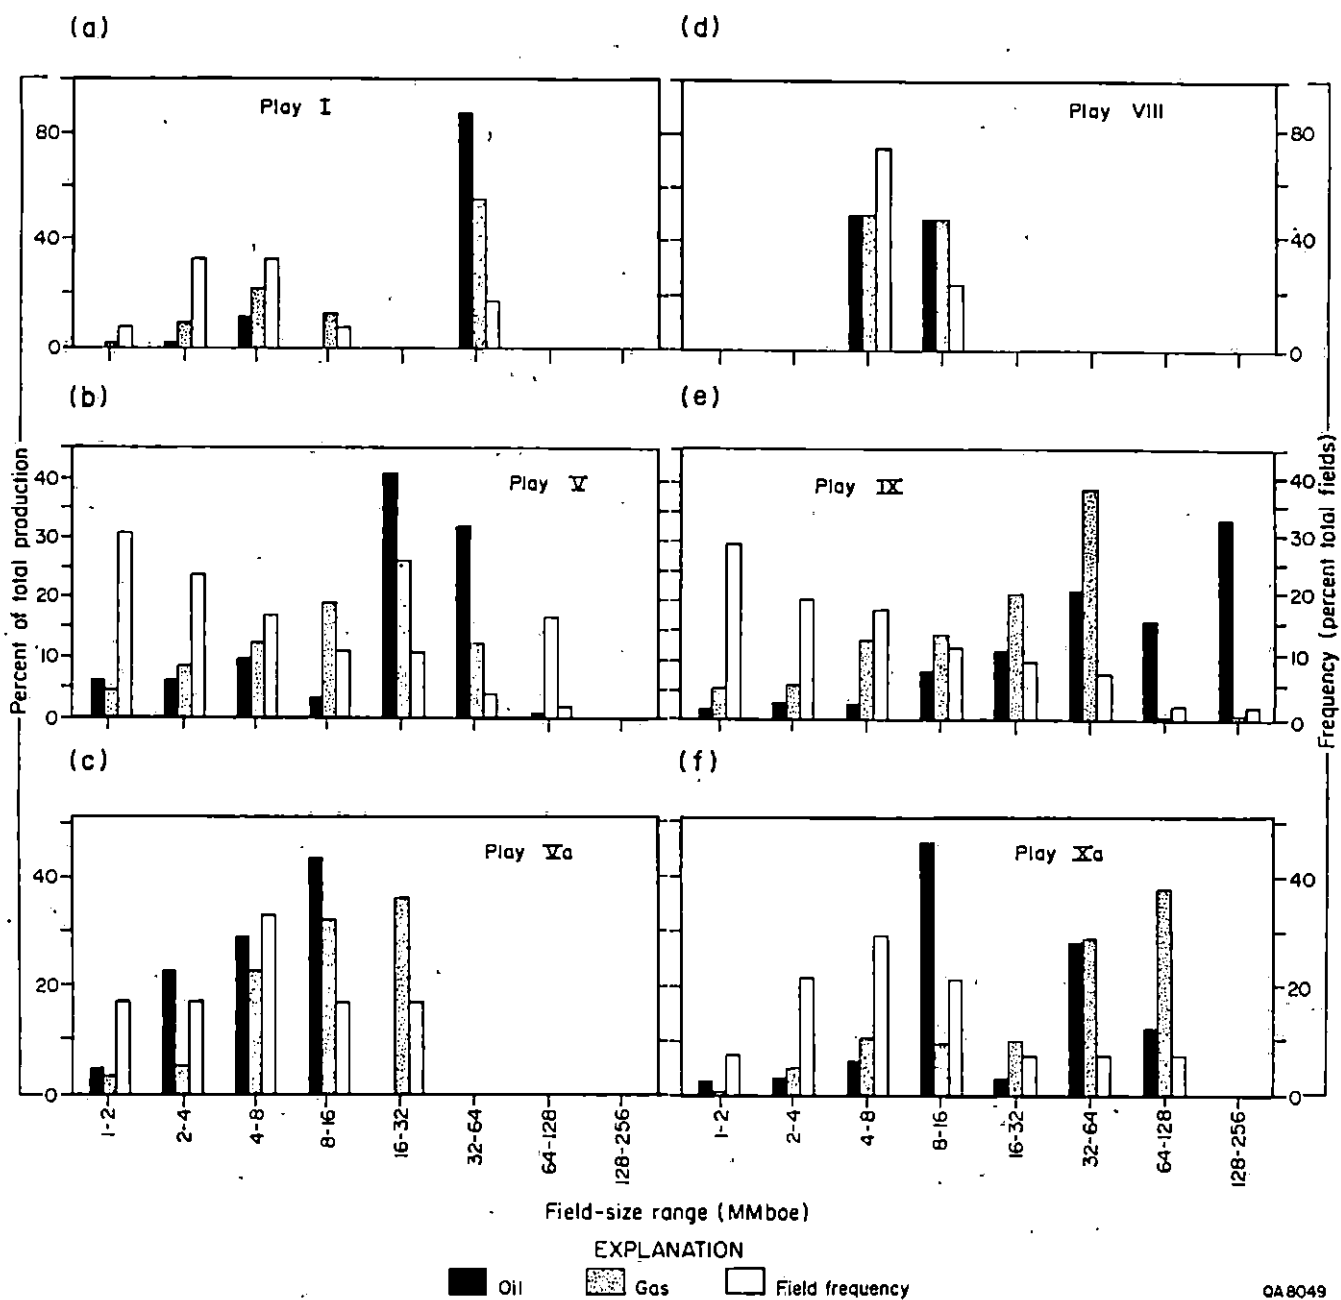 (a)
Play I
80
40
0
(d)
Play VIII
80
40
0
(b)
Play V
40
30
20
10
0
(e)
Play IX
40
30
20
10
0
(c)
Play Va
40
20
0
(f)
Play Xa
40
20
0
Percent of total production
Frequency (percent total fields)
1-2
2-4
4-8
8-16
16-32
32-64
64-128
128-256
1-2
2-4
4-8
8-16
16-32
32-64
64-128
128-256
Field-size range (MMboe)
EXPLANATION
Oil
Gas
Field frequency
QA8049